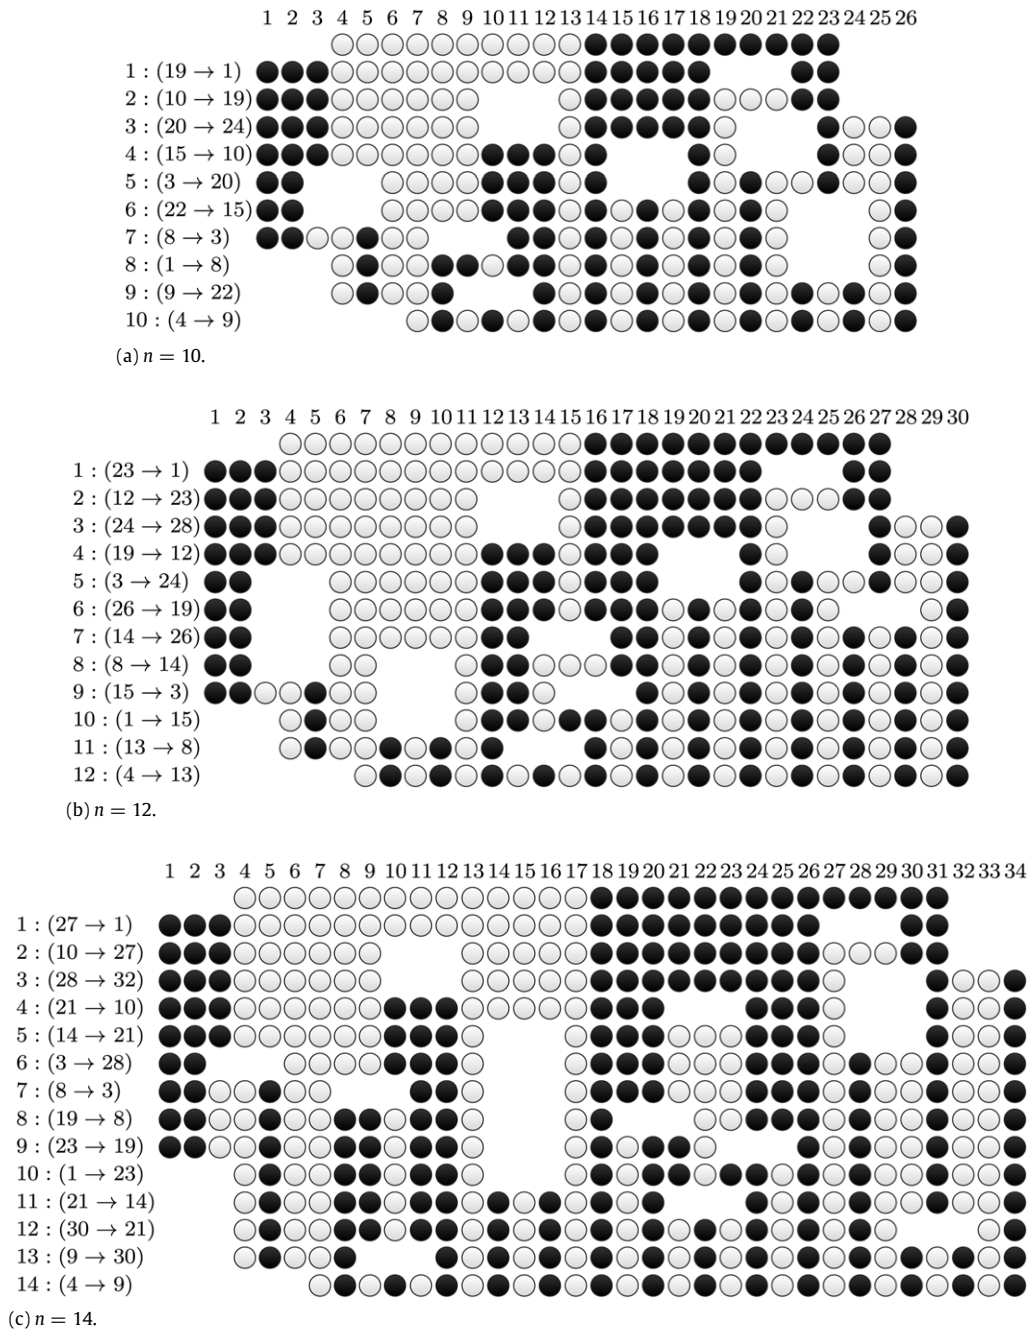 1 2 3 4 5 6 7 8 9 10 11 12 13 14 15 16 17 18 19 20 21 22 23 24 25 26
1 : (19 → 1)
2 : (10 → 19)
3 : (20 → 24)
4 : (15 → 10)
5 : (3 → 20)
6 : (22 → 15)
7 : (8 → 3)
8 : (1 → 8)
9 : (9 → 22)
10 : (4 → 9)
(a) n = 10.
1 2 3 4 5 6 7 8 9 10 11 12 13 14 15 16 17 18 19 20 21 22 23 24 25 26 27 28 29 30
1 : (23 → 1)
2 : (12 → 23)
3 : (24 → 28)
4 : (19 → 12)
5 : (3 → 24)
6 : (26 → 19)
7 : (14 → 26)
8 : (8 → 14)
9 : (15 → 3)
10 : (1 → 15)
11 : (13 → 8)
12 : (4 → 13)
(b) n = 12.
1 2 3 4 5 6 7 8 9 10 11 12 13 14 15 16 17 18 19 20 21 22 23 24 25 26 27 28 29 30 31 32 33 34
1 : (27 → 1)
2 : (10 → 27)
3 : (28 → 32)
4 : (21 → 10)
5 : (14 → 21)
6 : (3 → 28)
7 : (8 → 3)
8 : (19 → 8)
9 : (23 → 19)
10 : (1 → 23)
11 : (21 → 14)
12 : (30 → 21)
13 : (9 → 30)
14 : (4 → 9)
(c) n = 14.